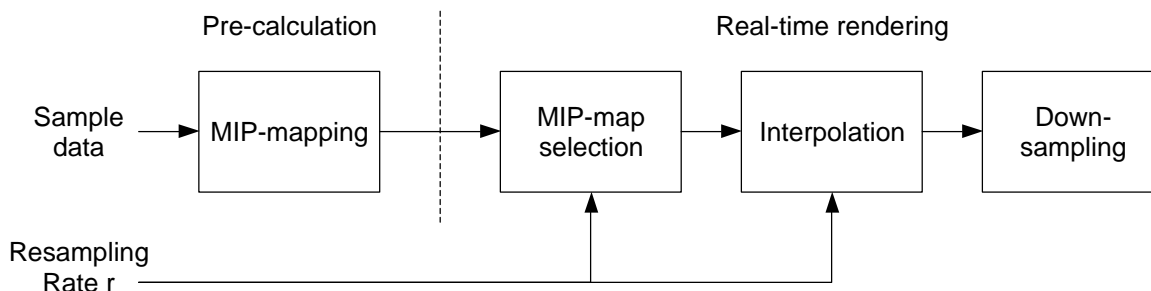 Pre-calculation
Real-time rendering
Sample
data
MIP-mapping
MIP-map
selection
Interpolation
Down-
sampling
Resampling
Rate r